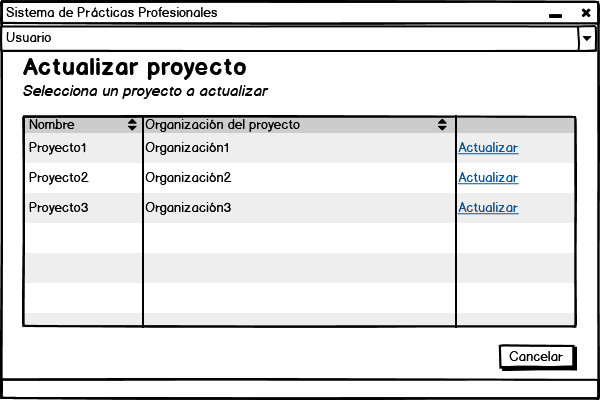 Sistema de Prácticas Profesionales
Usuario
Actualizar proyecto
Selecciona un proyecto a actualizar
Nombre Organización del proyecto
Proyecto1 Organización1 Actualizar
Proyecto2 Organización2 Actualizar
Proyecto3 Organización3 Actualizar
Cancelar